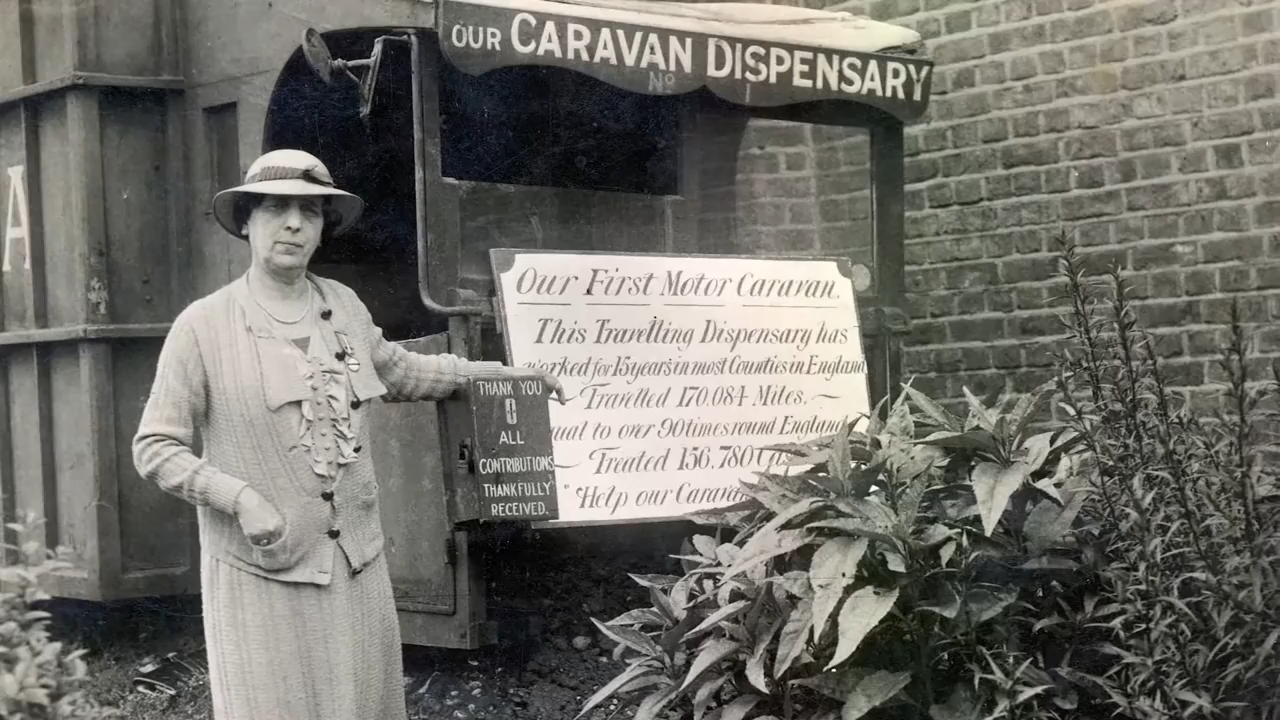 OUR CARAVAN DISPENSARY
Nº 1
A
Our First Motor Caravan.
This Travelling Dispensary has
worked for 15 years in most Counties in England
Travelled 170.084 Miles.
ual to over 90 times round England
Treated 156.780
"Help our Carava
THANK YOU
ALL
CONTRIBUTIONS
THANKFULLY
RECEIVED.